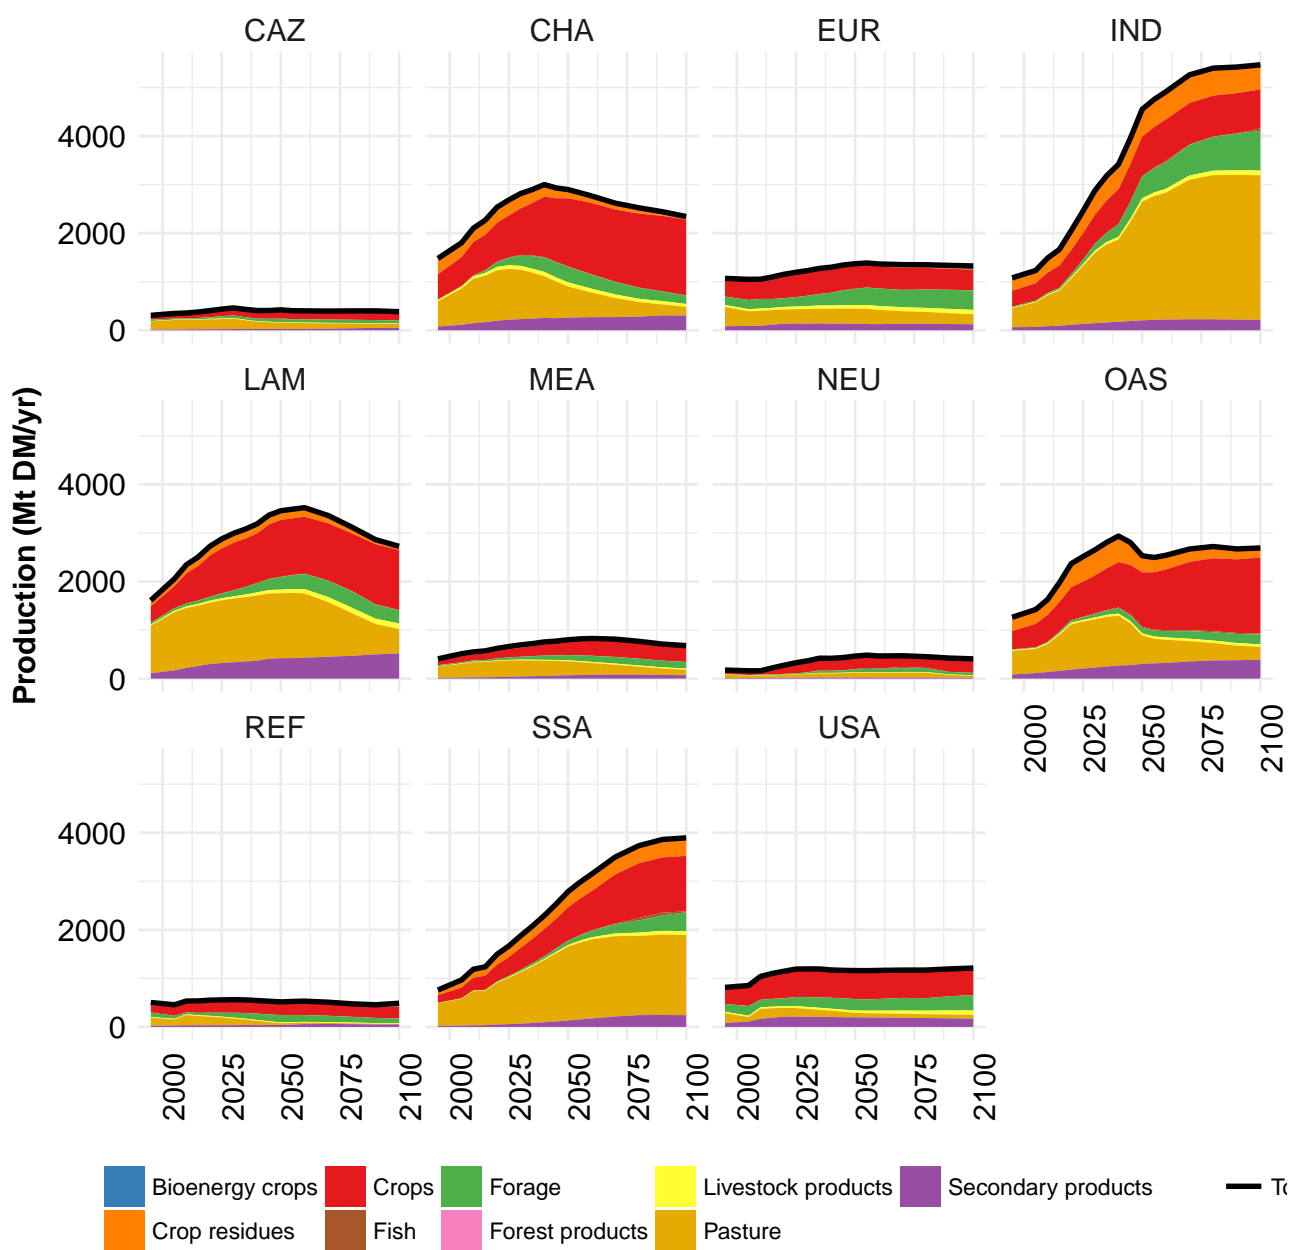 CAZ CHA EUR IND
4000
2000
0
LAM MEA NEU OAS
4000
2000
0
2000 2025 2050 2075 2100
REF SSA USA
4000
2000
0
2000 2025 2050 2075 2100 2000 2025 2050 2075 2100 2000 2025 2050 2075 2100
Production (Mt DM/yr)
Bioenergy crops Crops Forage Livestock products Secondary products
Crop residues Fish Forest products Pasture